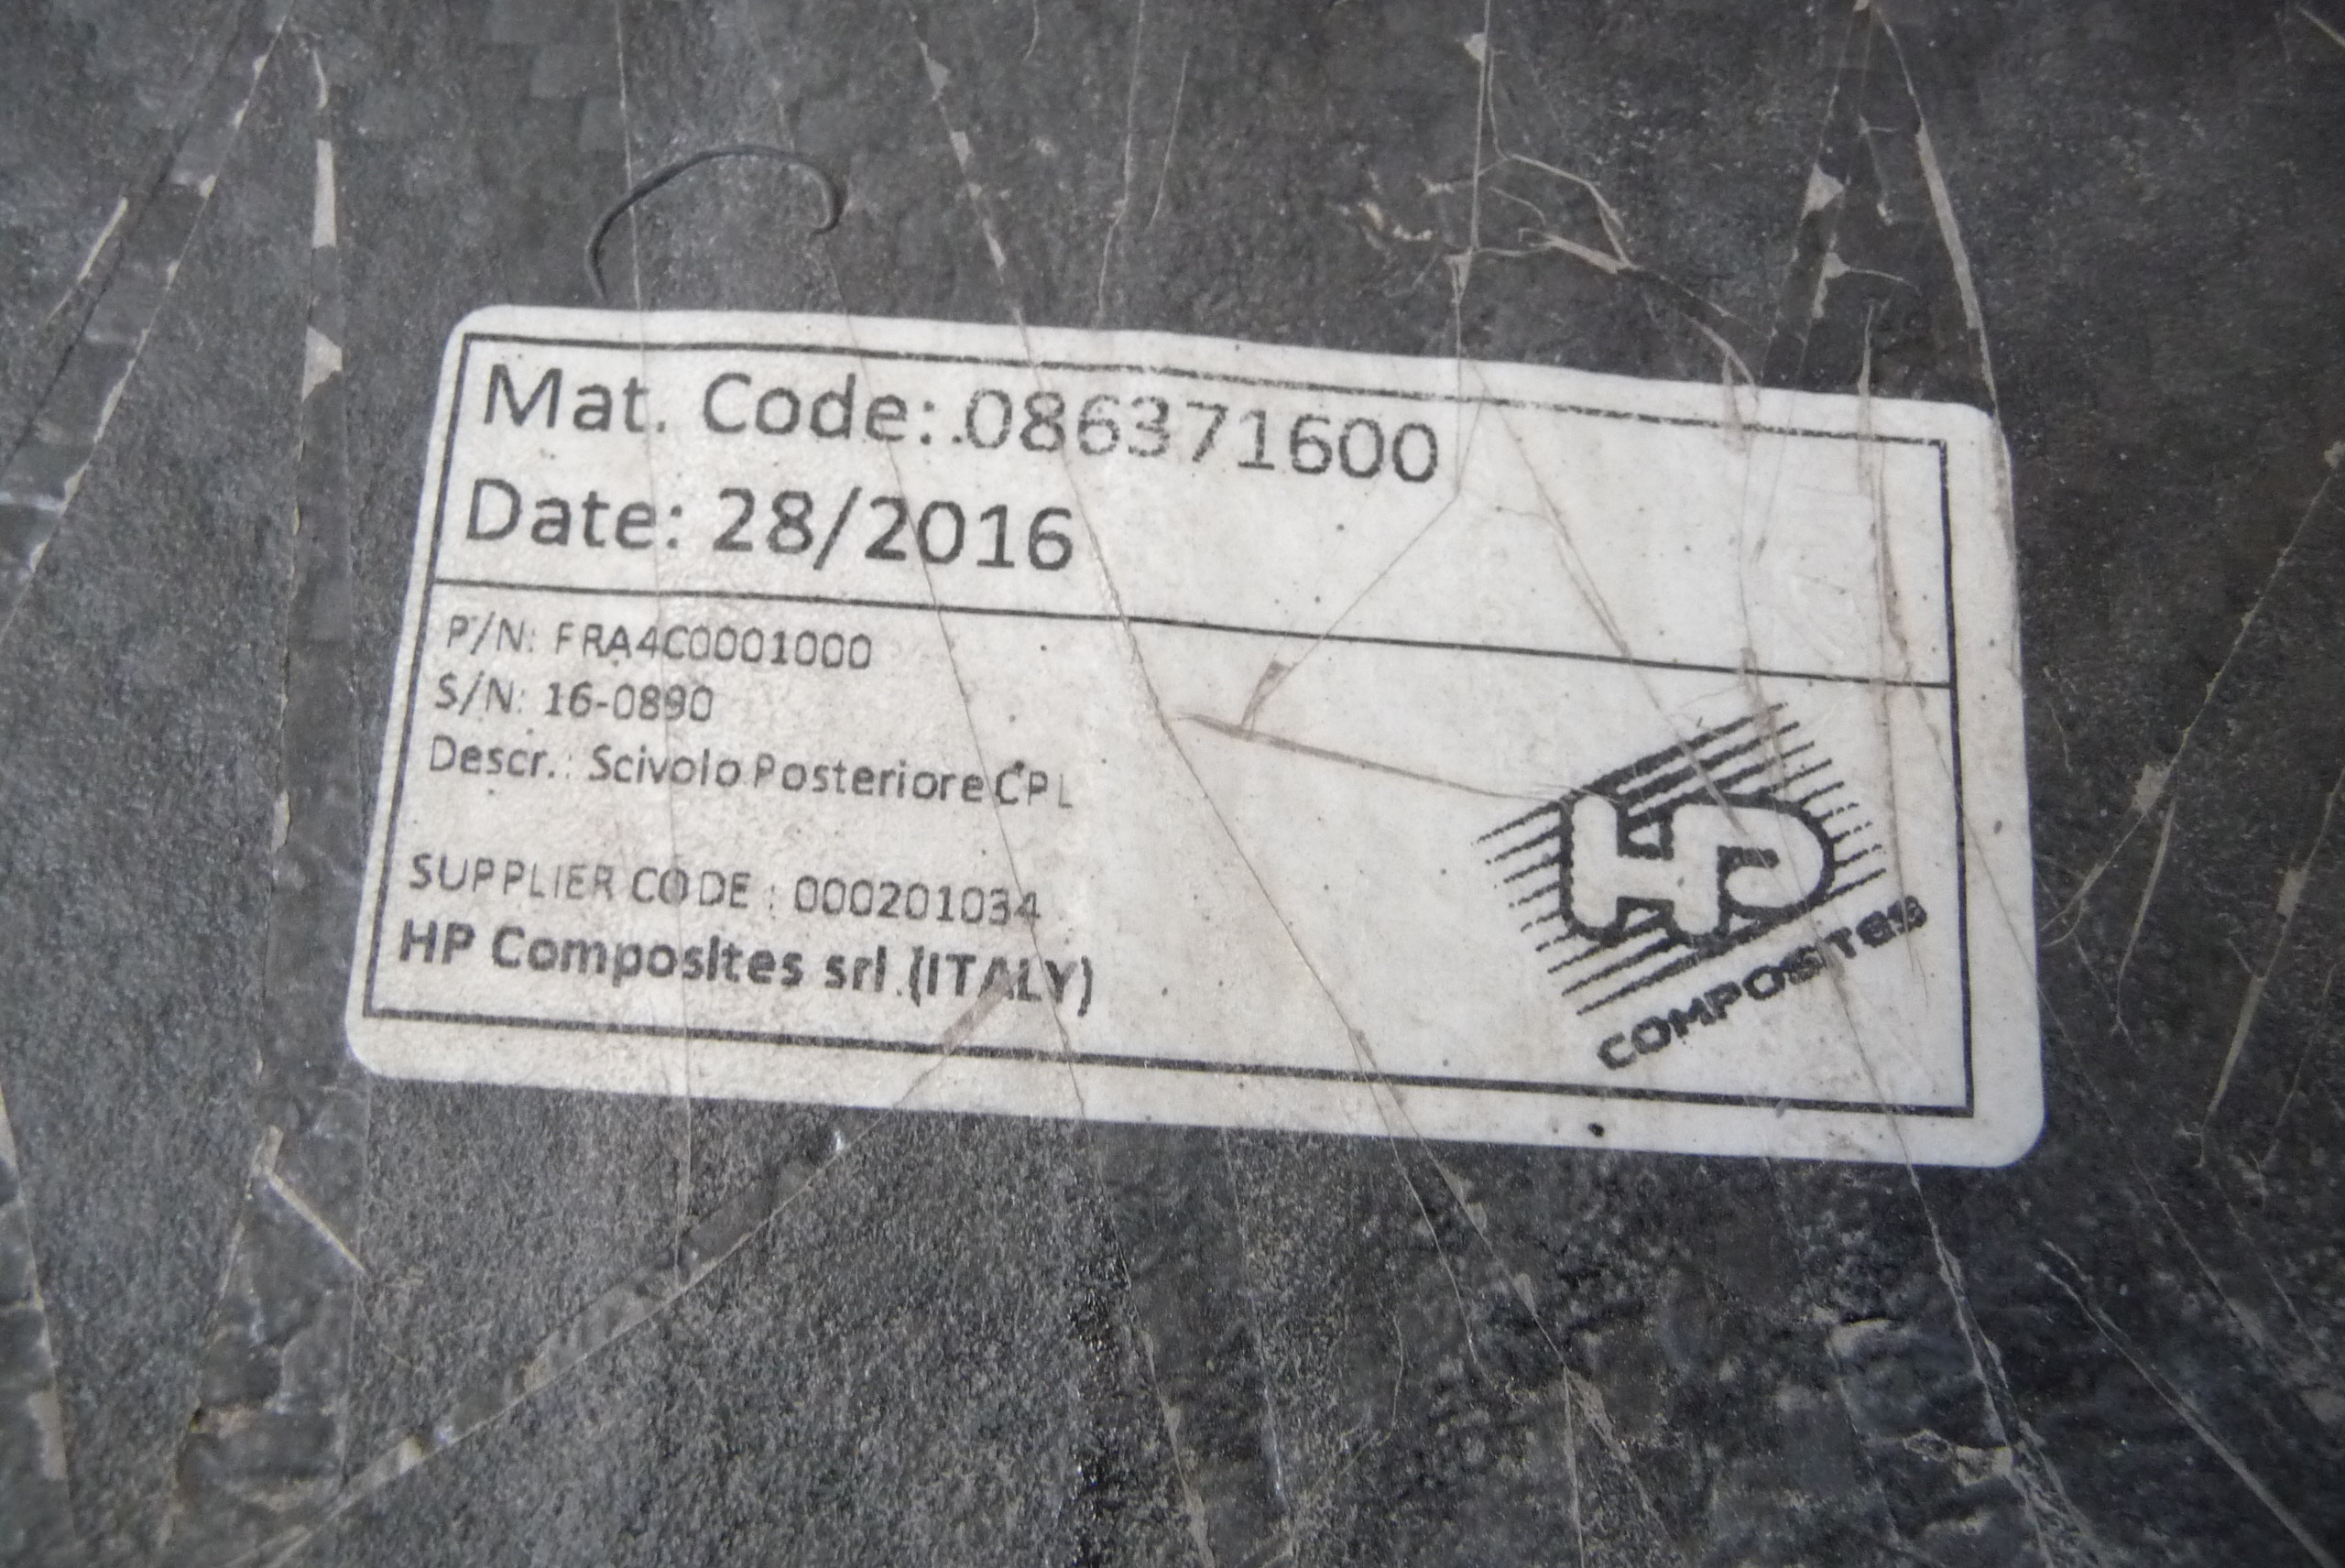 Mat. Code: 086371600
Date: 28/2016
P/N: FRA4C0001000
S/N: 16-0890
Descr.: Scivolo Posteriore CPL
SUPPLIER CODE : 000201034
HP Composites srl (ITALY)
HP
COMPOSITES